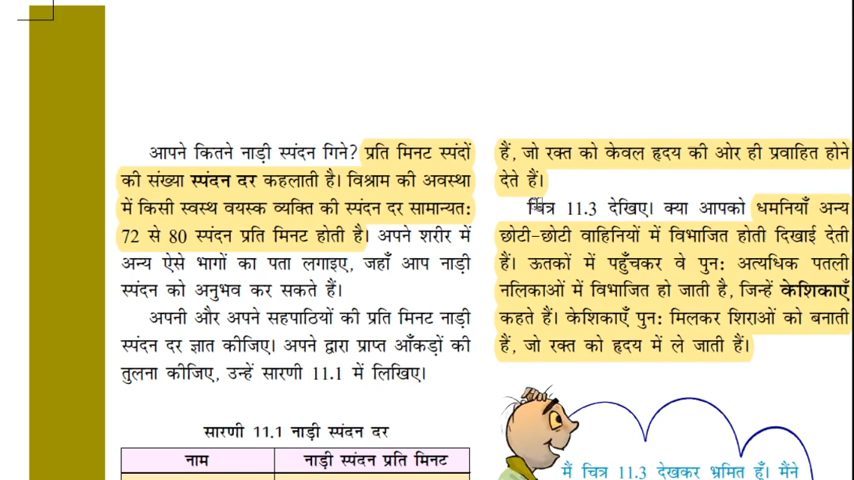 आपने कितने नाड़ी स्पंदन गिने? प्रति मिनट स्पंदों
की संख्या स्पंदन दर कहलाती है। विश्राम की अवस्था
में किसी स्वस्थ वयस्क व्यक्ति की स्पंदन दर सामान्यत:
72 से 80 स्पंदन प्रति मिनट होती है। अपने शरीर में
अन्य ऐसे भागों का पता लगाइए, जहाँ आप नाड़ी
स्पंदन को अनुभव कर सकते हैं।
अपनी और अपने सहपाठियों की प्रति मिनट नाड़ी
स्पंदन दर ज्ञात कीजिए। अपने द्वारा प्राप्त आँकड़ों की
तुलना कीजिए, उन्हें सारणी 11.1 में लिखिए।
सारणी 11.1 नाड़ी स्पंदन दर
नाम
नाड़ी स्पंदन प्रति मिनट
हैं, जो रक्त को केवल हृदय की ओर ही प्रवाहित होने
देते हैं।
चित्र 11.3 देखिए। क्या आपको धमनियाँ अन्य
छोटी-छोटी वाहिनियों में विभाजित होती दिखाई देती
हैं। ऊतकों में पहुँचकर वे पुन: अत्यधिक पतली
नलिकाओं में विभाजित हो जाती है, जिन्हें केशिकाएँ
कहते हैं। केशिकाएँ पुन: मिलकर शिराओं को बनाती
हैं, जो रक्त को हृदय में ले जाती हैं।
मैं चित्र 11.3 देखकर भ्रमित हूँ। मैंने